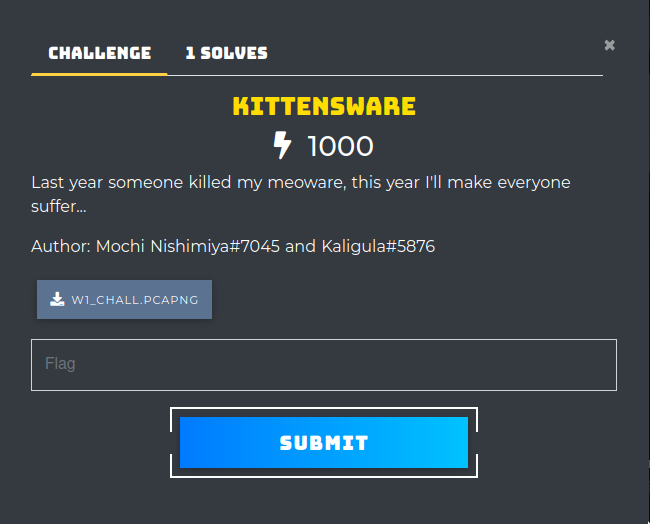 CHALLENGE 1 SOLVES ×
KITTENSWARE
1000
Last year someone killed my meoware, this year I'll make everyone
suffer...
Author: Mochi Nishimiya#7045 and Kaligula#5876
W1_CHALL.PCAPNG
Flag
SUBMIT